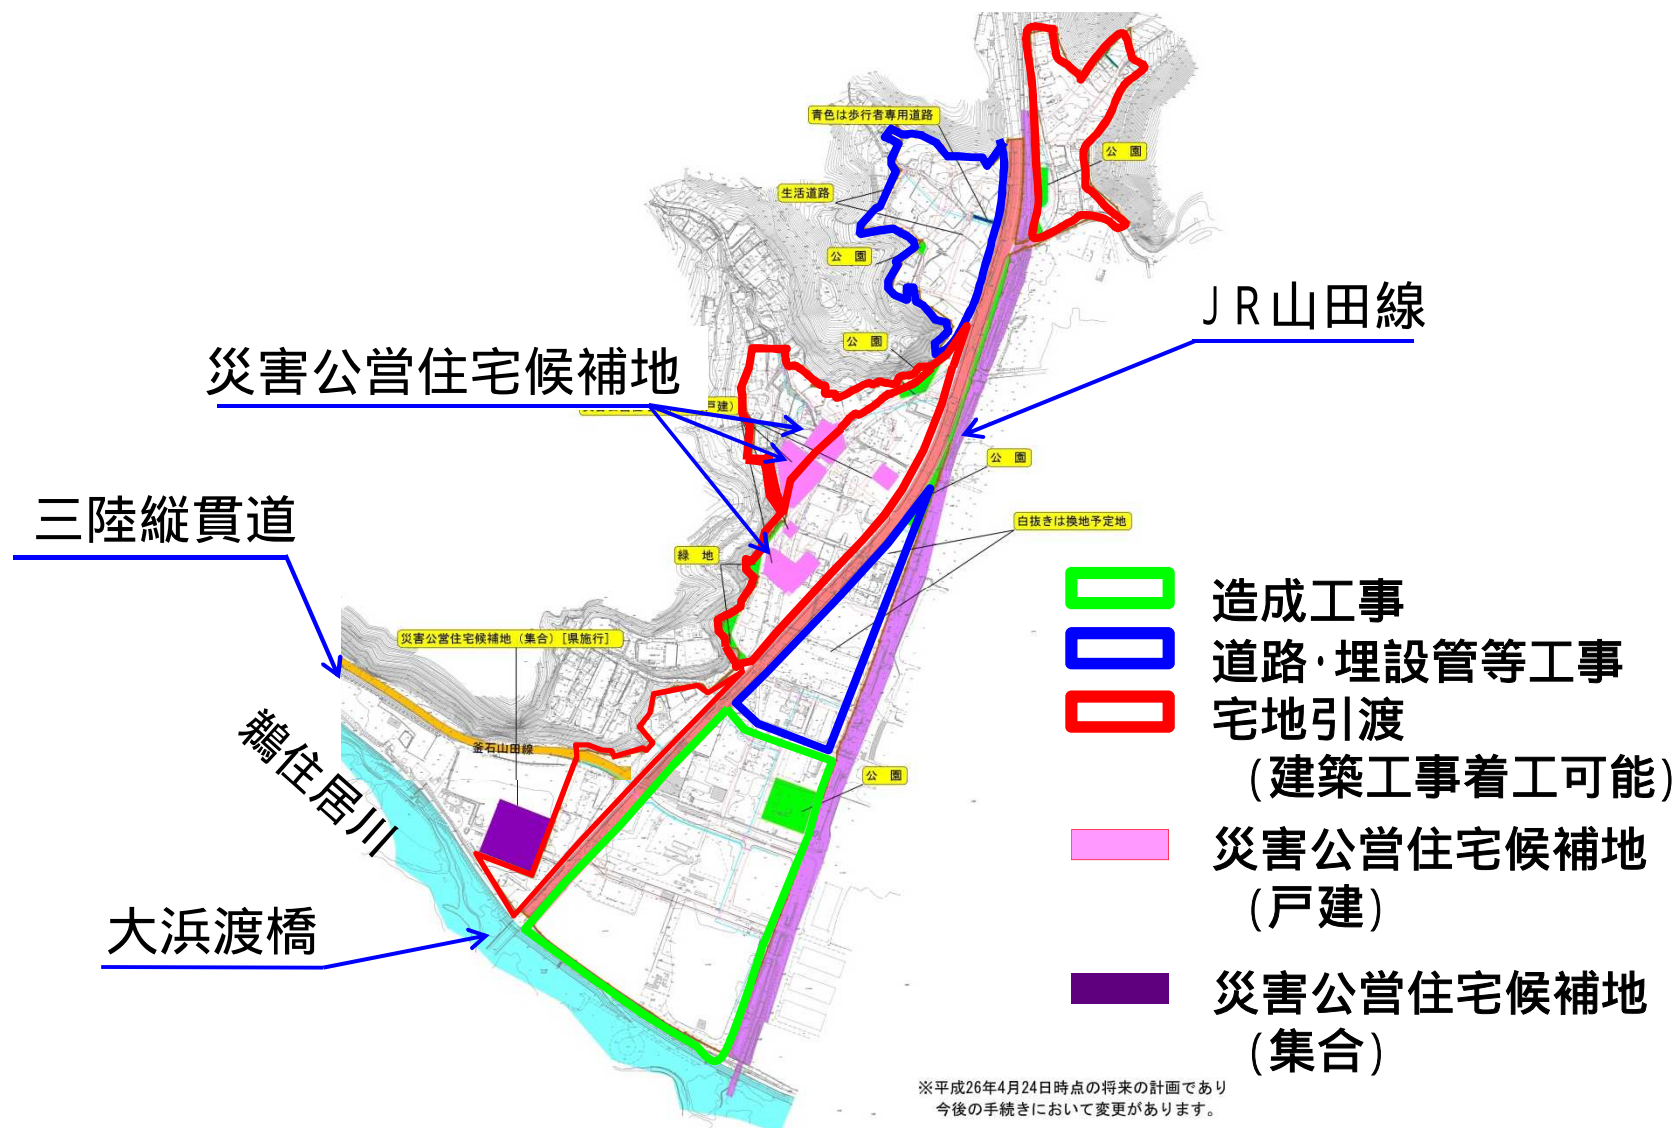 青色は歩行者専用道路
公　園
生活道路
公　園
ＪＲ山田線
公　園
災害公営住宅候補地
戸建）
公　園
三陸縦貫道
白抜きは換地予定地
緑　地
造成工事
災害公営住宅候補地（集合）［県施行］
道路・埋設管等工事
宅地引渡
（建築工事着工可能）
鵜住居川
釜石山田線
公　園
災害公営住宅候補地
（戸建）
大浜渡橋
災害公営住宅候補地
（集合）
※平成26年4月24日時点の将来の計画であり
今後の手続きにおいて変更があります。